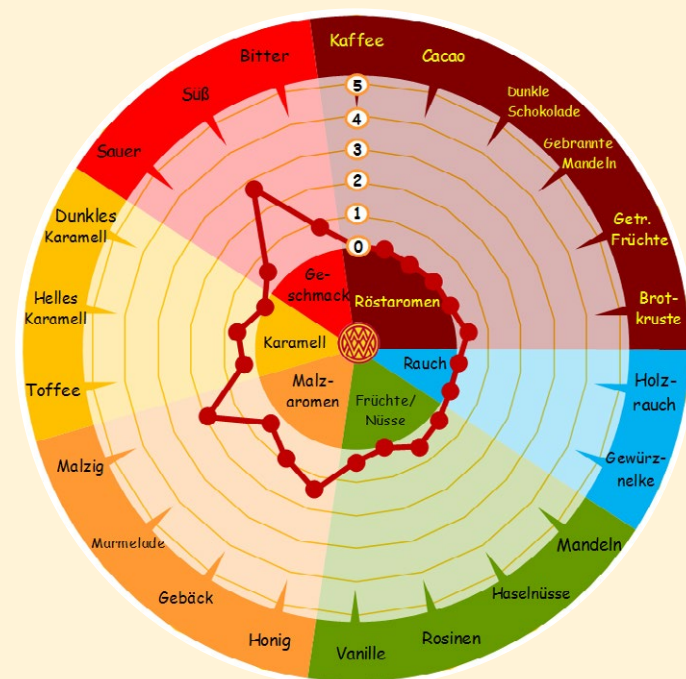 Kaffee
Cacao
Dunkle
Schokolade
Gebrannte
Mandeln
Getr.
Früchte
Brot-
kruste
Holz-
rauch
Gewürz-
nelke
Mandeln
Haselnüsse
Rosinen
Vanille
Honig
Gebäck
Marmelade
Malzig
Toffee
Helles
Karamell
Dunkles
Karamell
Sauer
Süß
Bitter
5
4
3
2
1
0
Ge-
schmack
Röstaromen
Karamell
Rauch
Malz-
aromen
Früchte/
Nüsse